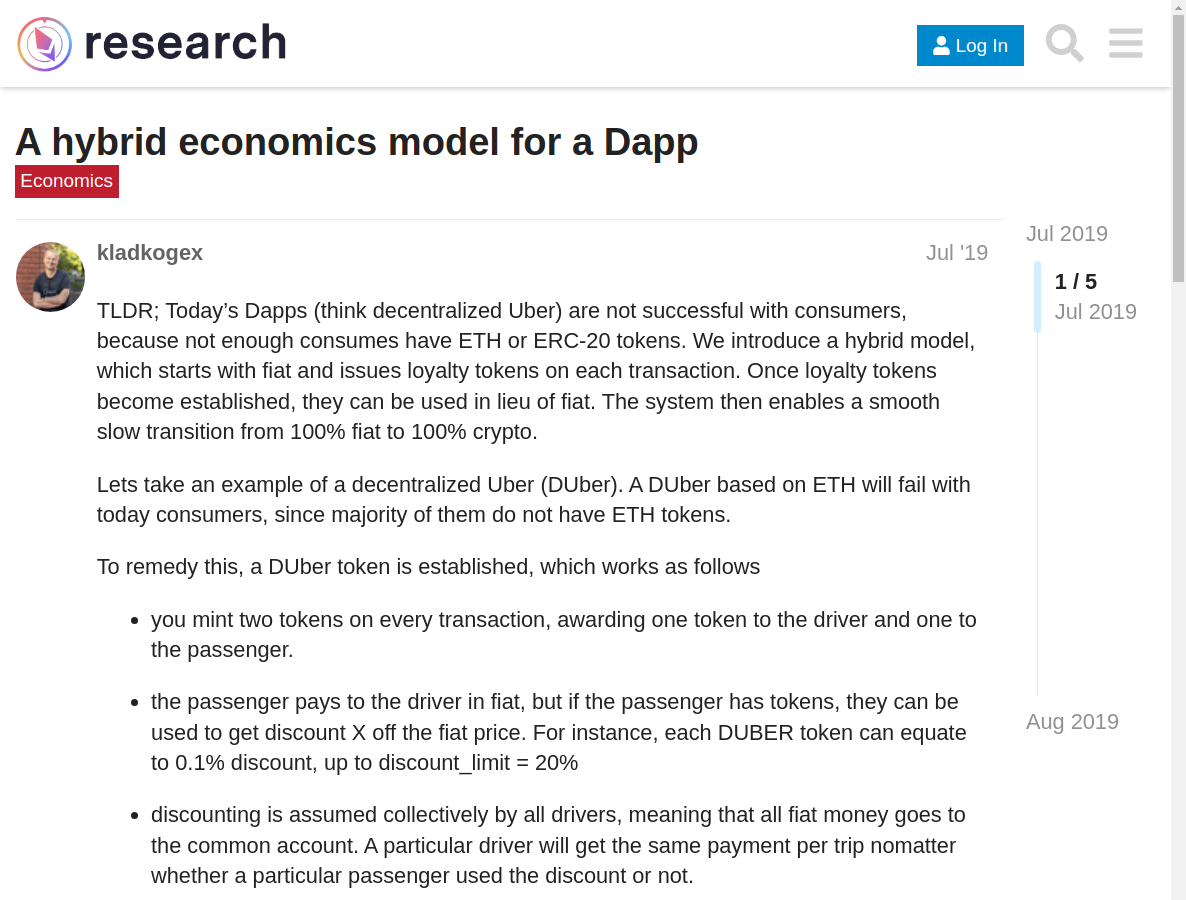 research
Log In
A hybrid economics model for a Dapp
Economics
kladkogex
Jul '19
Jul 2019
1 / 5
Jul 2019
TLDR; Today’s Dapps (think decentralized Uber) are not successful with consumers,
because not enough consumes have ETH or ERC-20 tokens. We introduce a hybrid model,
which starts with fiat and issues loyalty tokens on each transaction. Once loyalty tokens
become established, they can be used in lieu of fiat. The system then enables a smooth
slow transition from 100% fiat to 100% crypto.
Lets take an example of a decentralized Uber (DUber). A DUber based on ETH will fail with
today consumers, since majority of them do not have ETH tokens.
To remedy this, a DUber token is established, which works as follows
• you mint two tokens on every transaction, awarding one token to the driver and one to
the passenger.
• the passenger pays to the driver in fiat, but if the passenger has tokens, they can be
used to get discount X off the fiat price. For instance, each DUBER token can equate
to 0.1% discount, up to discount_limit = 20%
• discounting is assumed collectively by all drivers, meaning that all fiat money goes to
the common account. A particular driver will get the same payment per trip nomatter
whether a particular passenger used the discount or not.
Aug 2019